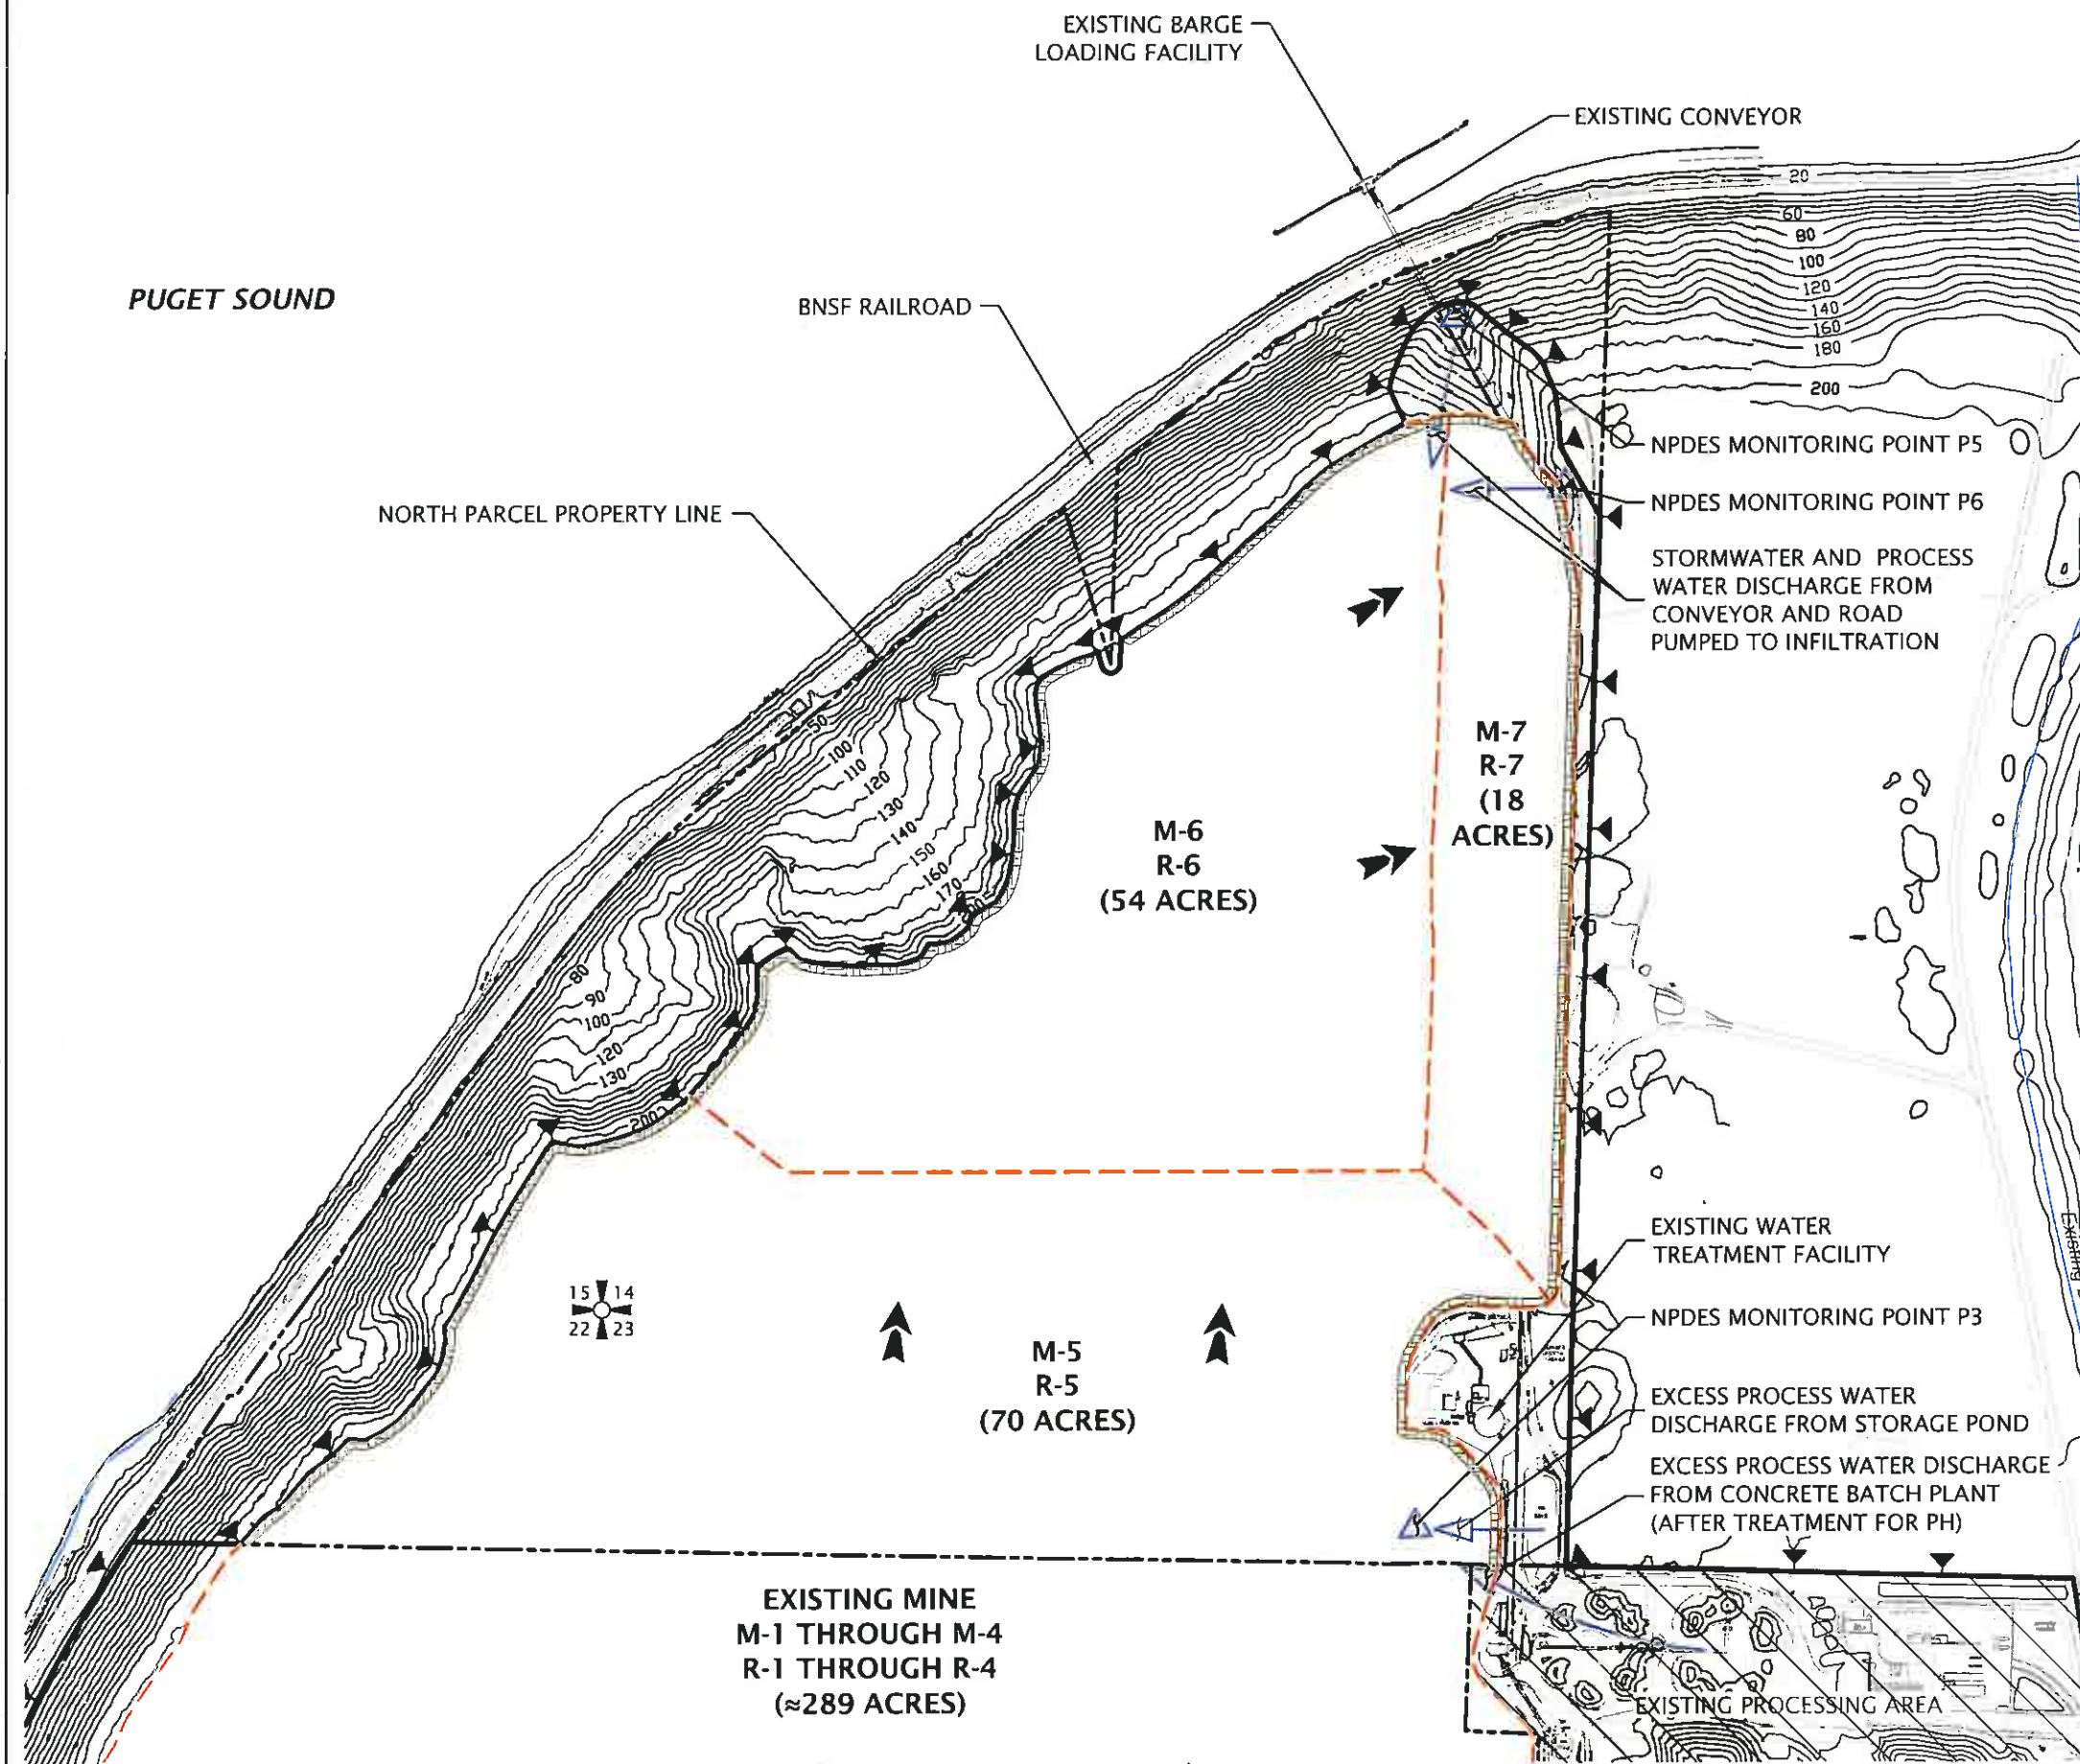 EXISTING BARGE
LOADING FACILITY
EXISTING CONVEYOR
20
60
80
100
120
140
160
180
200
PUGET SOUND
BNSF RAILROAD
NORTH PARCEL PROPERTY LINE
NPDES MONITORING POINT P5
NPDES MONITORING POINT P6
STORMWATER AND PROCESS
WATER DISCHARGE FROM
CONVEYOR AND ROAD
PUMPED TO INFILTRATION
50
100
110
120
130
140
150
160
170
200
M-7
R-7
(18
ACRES)
M-6
R-6
(54 ACRES)
80
90
100
120
130
200
EXISTING WATER
TREATMENT FACILITY
NPDES MONITORING POINT P3
15 14
22 23
M-5
R-5
(70 ACRES)
EXCESS PROCESS WATER
DISCHARGE FROM STORAGE POND
EXCESS PROCESS WATER DISCHARGE
FROM CONCRETE BATCH PLANT
(AFTER TREATMENT FOR PH)
Existing
EXISTING MINE
M-1 THROUGH M-4
R-1 THROUGH R-4
(≈289 ACRES)
EXISTING PROCESSING AREA